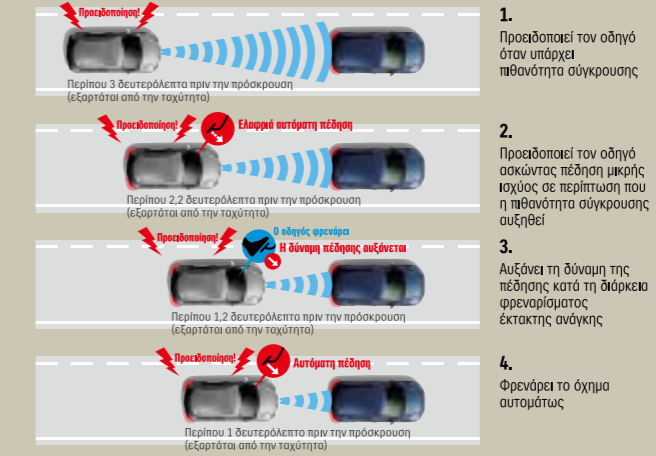 Προειδοποίηση!
Περίπου 3 δευτερόλεπτα πριν την πρόσκρουση
(εξαρτάται από την ταχύτητα)
1.
Προειδοποιεί τον οδηγό
όταν υπάρχει
πιθανότητα σύγκρουσης
Προειδοποίηση!
Ελαφριά αυτόματη πέδηση
Περίπου 2,2 δευτερόλεπτα πριν την πρόσκρουση
(εξαρτάται από την ταχύτητα)
2.
Προειδοποιεί τον οδηγό
ασκώντας πέδηση μικρής
ισχύος σε περίπτωση που
η πιθανότητα σύγκρουσης
αυξηθεί
Προειδοποίηση!
Ο οδηγός φρενάρει
Η δύναμη πέδησης αυξάνεται
Περίπου 1,2 δευτερόλεπτα πριν την πρόσκρουση
(εξαρτάται από την ταχύτητα)
3.
Αυξάνει τη δύναμη της
πέδησης κατά τη διάρκεια
φρεναρίσματος
έκτακτης ανάγκης
Προειδοποίηση!
Αυτόματη πέδηση
Περίπου 1 δευτερόλεπτο πριν την πρόσκρουση
(εξαρτάται από την ταχύτητα)
4.
Φρενάρει το όχημα
αυτομάτως